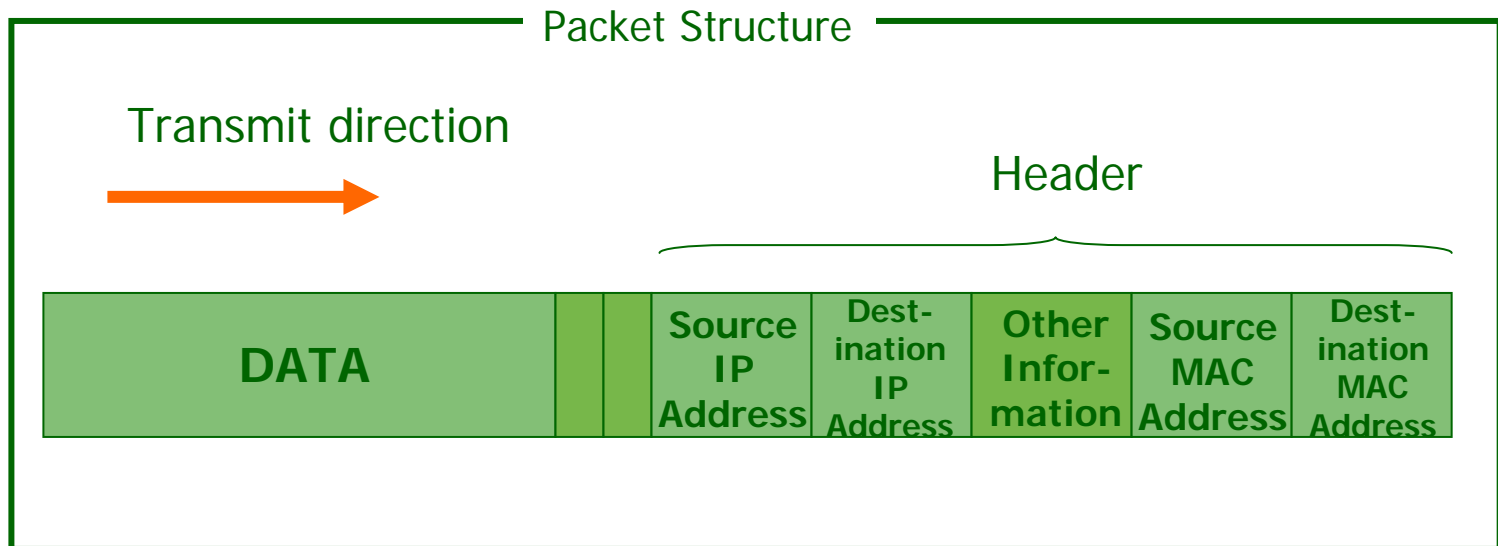 Packet Structure
Transmit direction
Header
DATA
Source
IP
Address
Dest-
ination
IP
Address
Other
Infor-
mation
Source
MAC
Address
Dest-
ination
MAC
Address